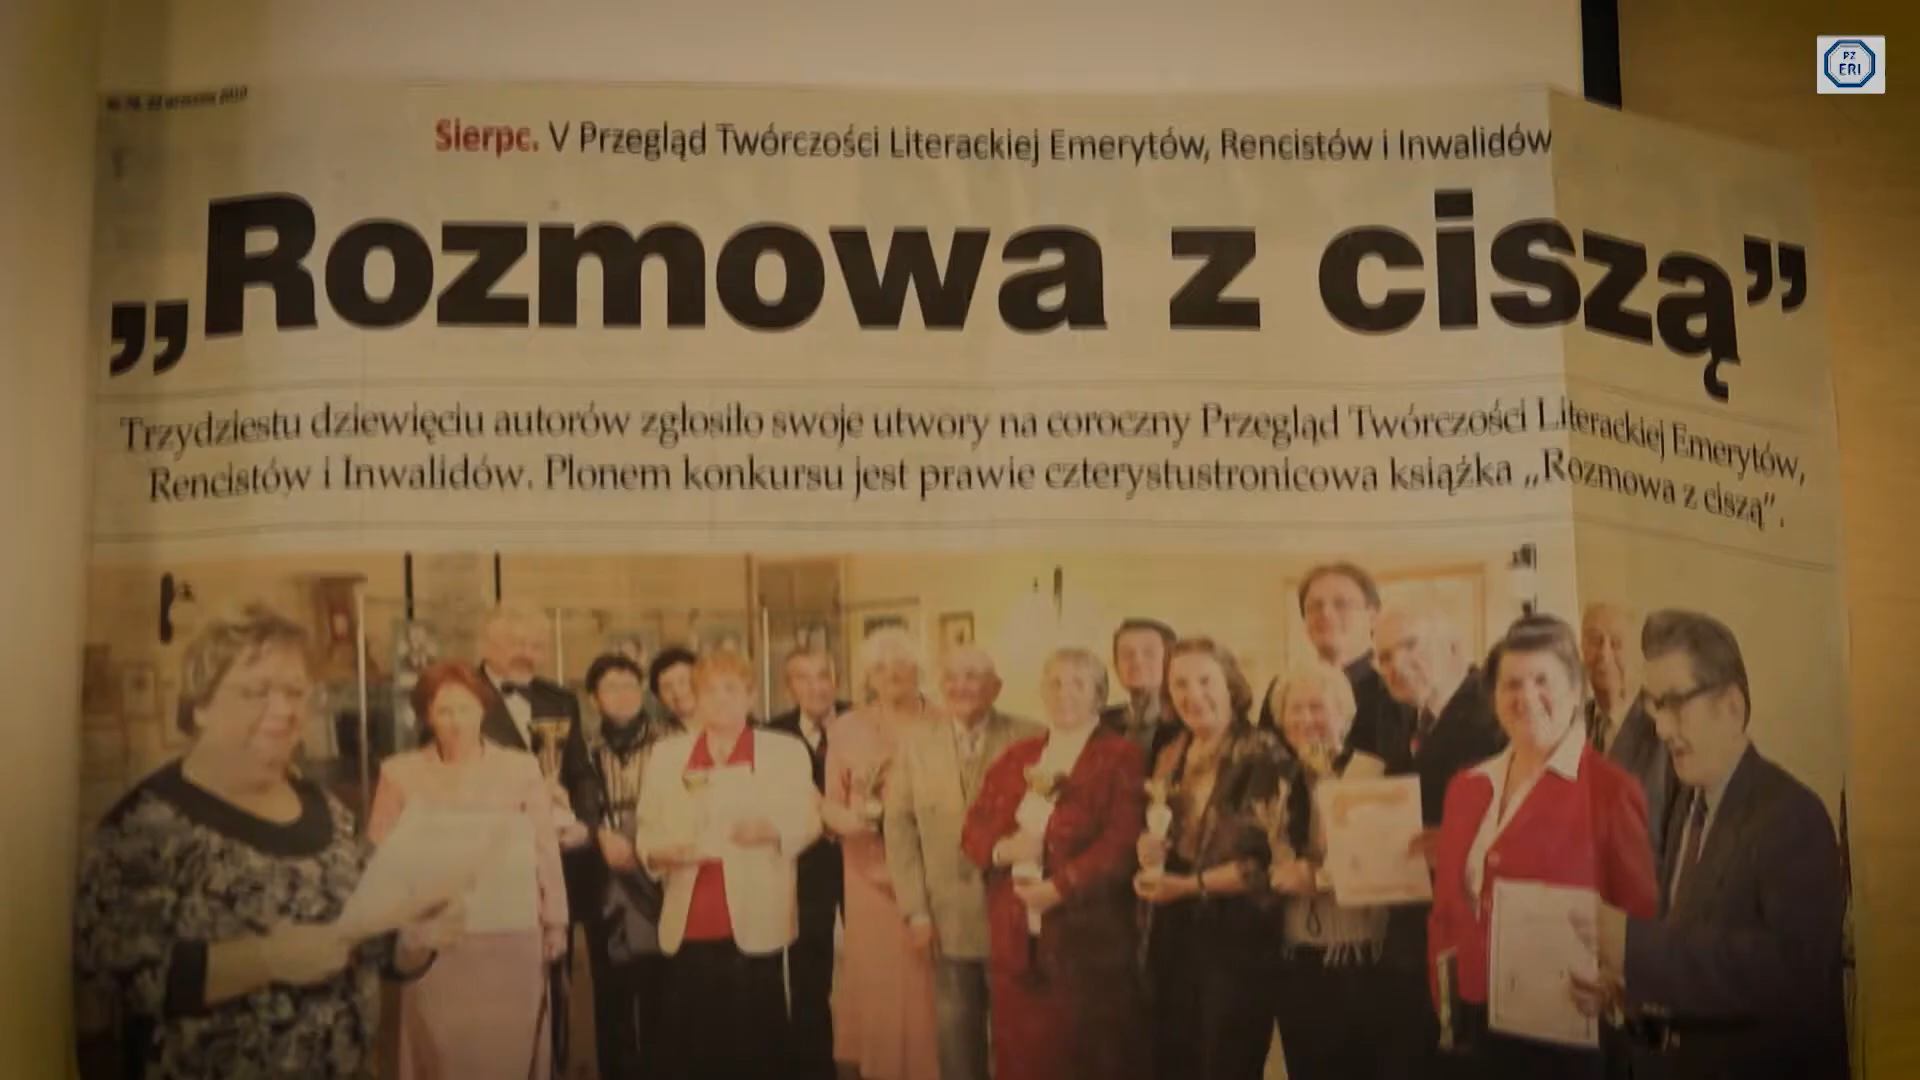 Sierpc. V Przegląd Twórczości Literackiej Emerytów, Rencistów i Inwalidów
„Rozmowa z ciszą”
Trzydziestu dziewięciu autorów zgłosiło swoje utwory na coroczny Przegląd Twórczości Literackiej Emerytów,
Rencistów i Inwalidów. Plonem konkursu jest prawie czterystustronicowa książka „Rozmowa z ciszą”.
PZ
ERI